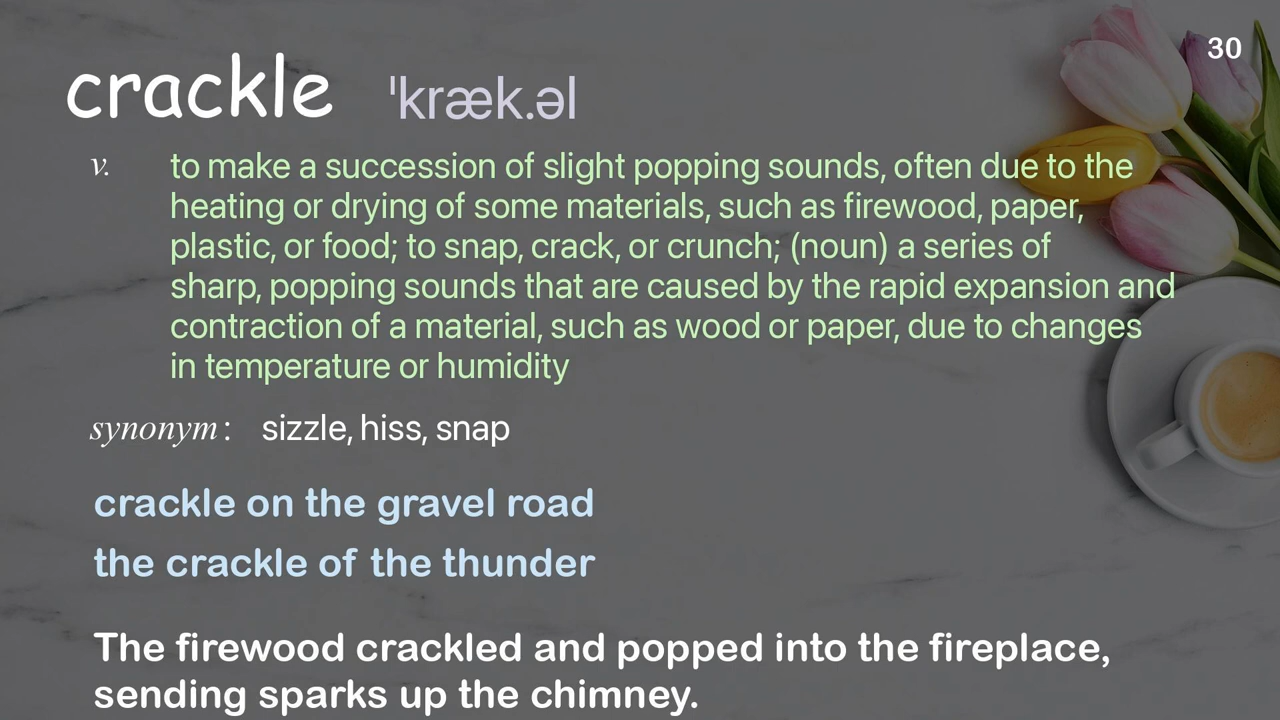 30
crackle ˈkræk.əl
v. to make a succession of slight popping sounds, often due to the
heating or drying of some materials, such as firewood, paper,
plastic, or food; to snap, crack, or crunch; (noun) a series of
sharp, popping sounds that are caused by the rapid expansion and
contraction of a material, such as wood or paper, due to changes
in temperature or humidity
synonym: sizzle, hiss, snap
crackle on the gravel road
the crackle of the thunder
The firewood crackled and popped into the fireplace,
sending sparks up the chimney.